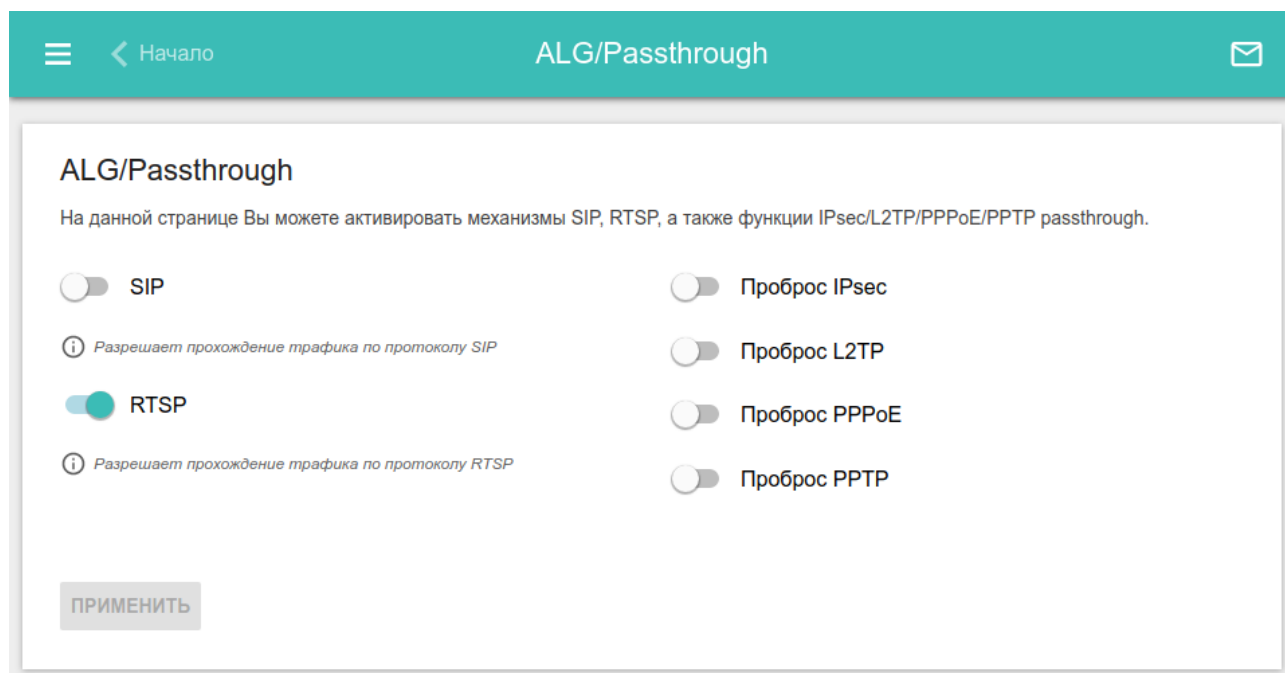 Начало
ALG/Passthrough
ALG/Passthrough
На данной странице Вы можете активировать механизмы SIP, RTSP, а также функции IPsec/L2TP/PPPoE/PPTP passthrough.
SIP
Разрешает прохождение трафика по протоколу SIP
RTSP
Разрешает прохождение трафика по протоколу RTSP
Проброс IPsec
Проброс L2TP
Проброс PPPoE
Проброс PPTP
ПРИМЕНИТЬ